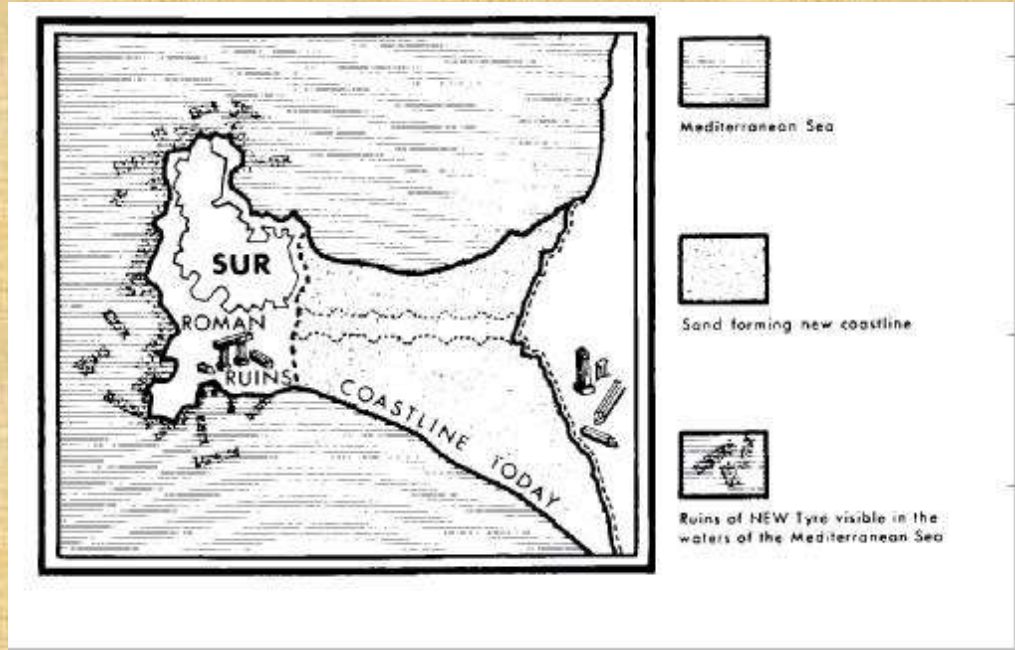 SUR
ROMAN
RUINS
COASTLINE TODAY
Mediterranean Sea
Sand forming new coastline
Ruins of NEW Tyre visible in the
waters of the Mediterranean Sea